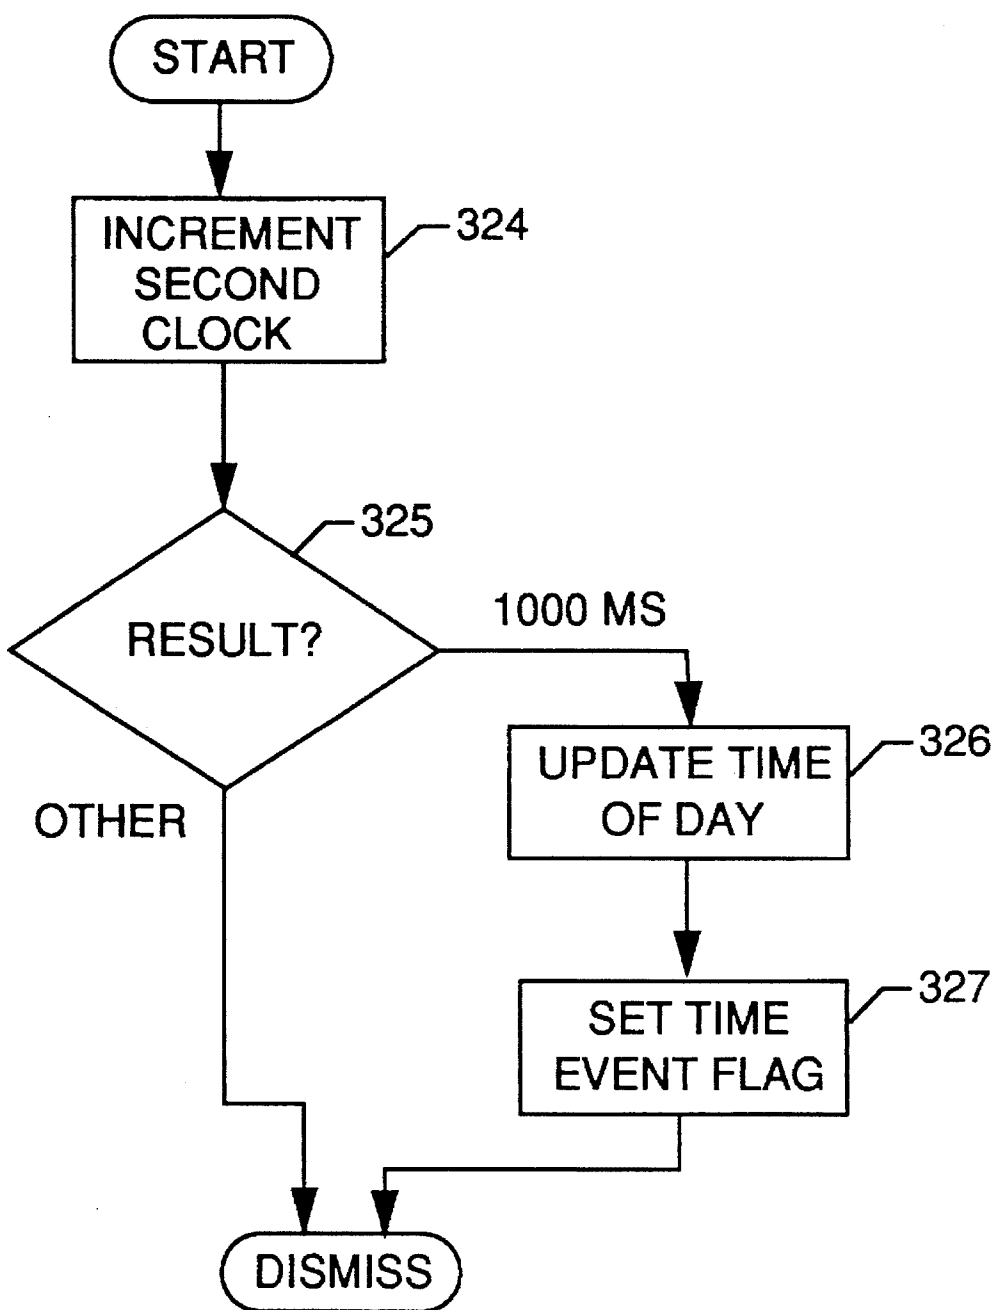 START
INCREMENT
SECOND
CLOCK
324
325
RESULT?
1000 MS
326
UPDATE TIME
OF DAY
OTHER
327
SET TIME
EVENT FLAG
DISMISS